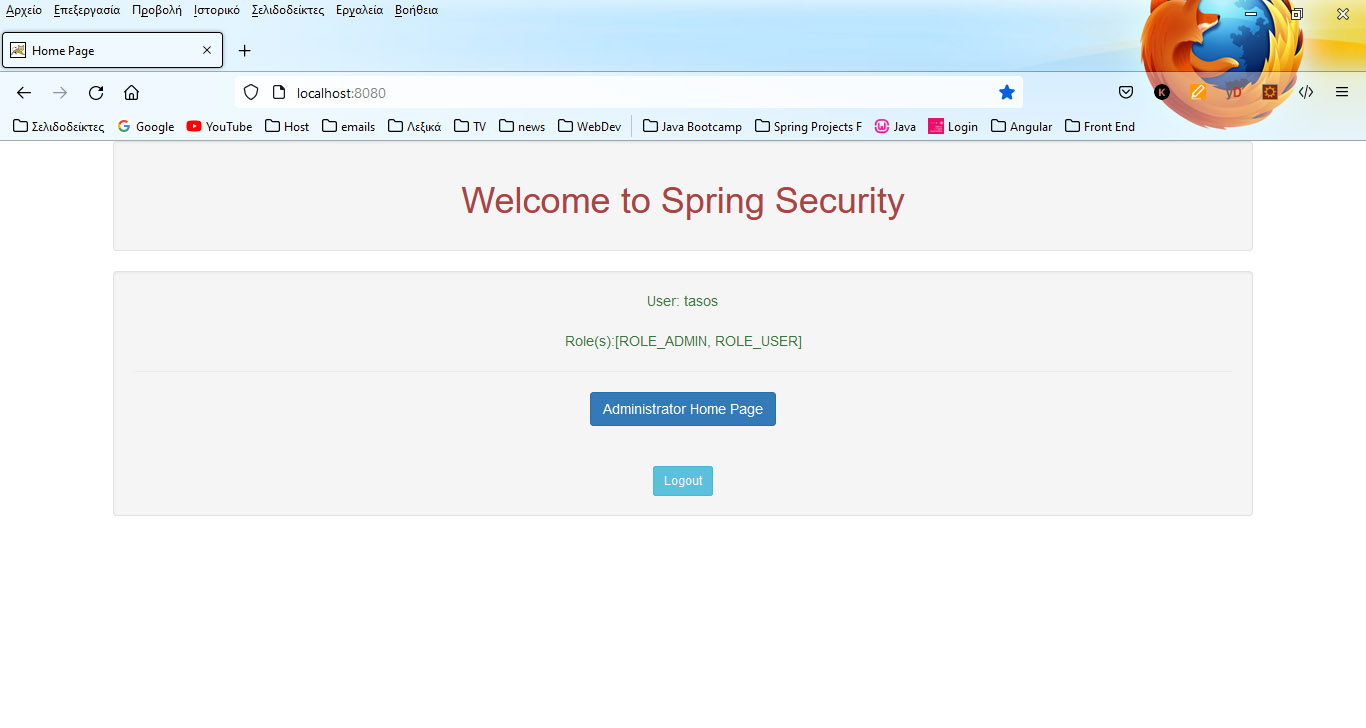 Αρχείο Επεξεργασία Προβολή Ιστορικό Σελιδοδείκτες Εργαλεία Βοήθεια
Home Page
localhost:8080
K
yD
Σελιδοδείκτες Google YouTube Host emails Λεξικά TV news WebDev Java Bootcamp Spring Projects F Java Login Angular Front End
Welcome to Spring Security
User: tasos
Role(s):[ROLE_ADMIN, ROLE_USER]
Administrator Home Page
Logout